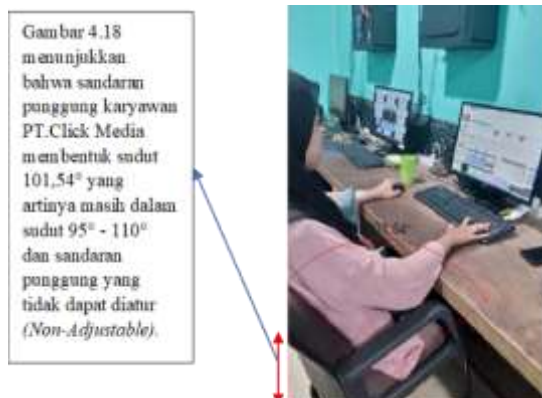 Gambar 4.18
menunjukkan
bahwa sandaran
punggung karyawan
PT.Click Media
membentuk sudut
101,54° yang
artinya masih dalam
sudut 95° - 110°
dan sandaran
punggung yang
tidak dapat diatur
(Non-Adjustable).